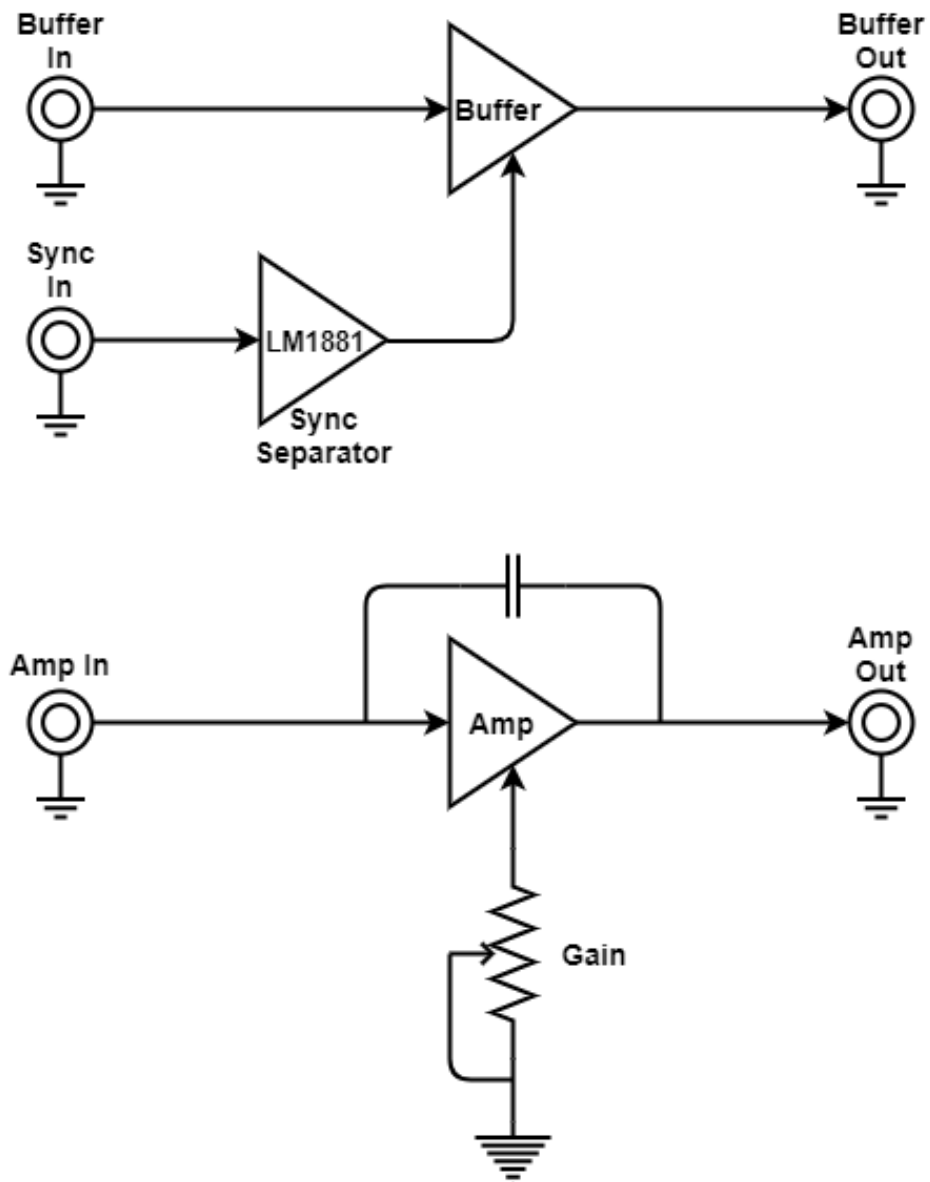 Buffer
In
Buffer
Out
Buffer
Sync
In
LM1881
Sync
Separator
Amp In
Amp
Out
Amp
Gain